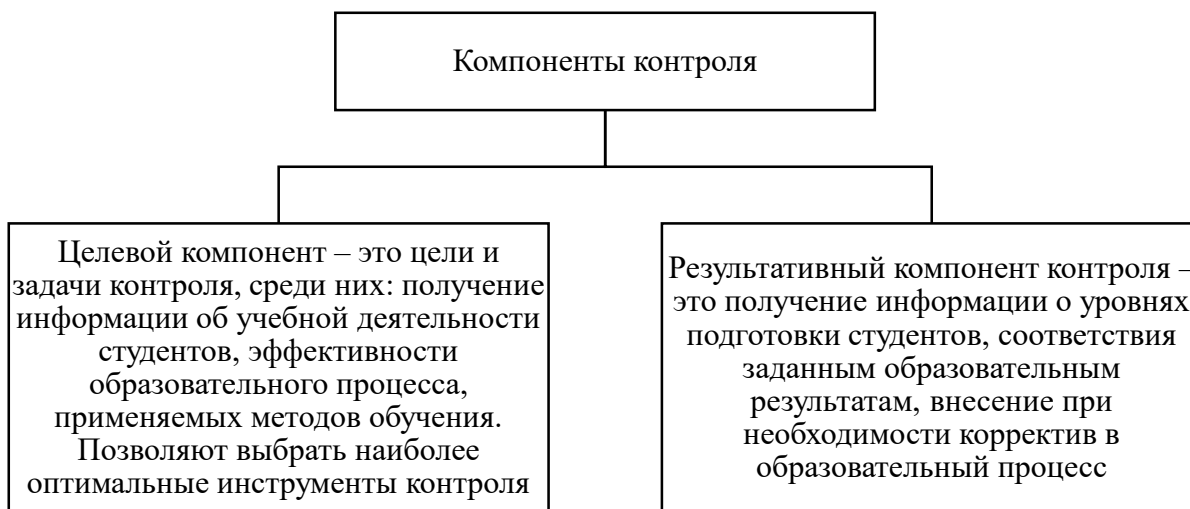 Компоненты контроля
Целевой компонент – это цели и
задачи контроля, среди них: получение
информации об учебной деятельности
студентов, эффективности
образовательного процесса,
применяемых методов обучения.
Позволяют выбрать наиболее
оптимальные инструменты контроля
Результативный компонент контроля –
это получение информации о уровнях
подготовки студентов, соответствия
заданным образовательным
результатам, внесение при
необходимости корректив в
образовательный процесс